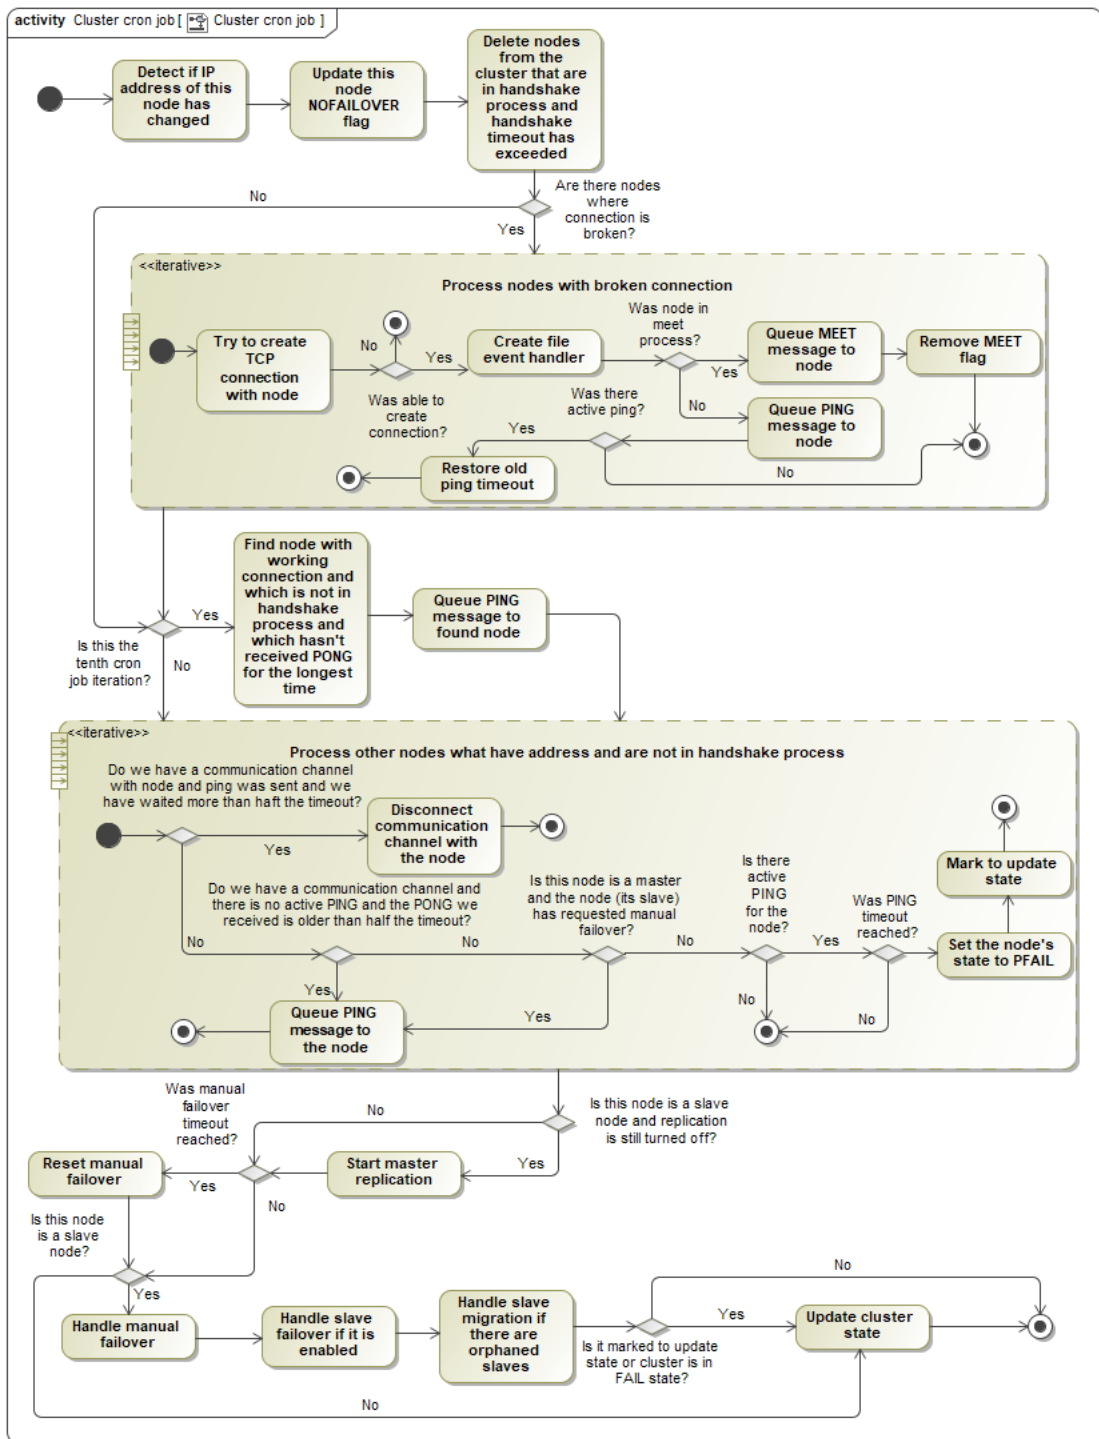 activity Cluster cron job [ Cluster cron job ]
Detect if IP
address of this
node has
changed
Update this
node
NOFAILOVER
flag
Delete nodes
from the
cluster that are
in handshake
process and
handshake
timeout has
exceeded
No
Are there nodes
where
connection is
broken?
Yes
<<iterative>>
Process nodes with broken connection
Try to create
TCP
connection
with node
No
Yes
Was able to
create
connection?
Create file
event handler
Was node in
meet
process?
Yes
Queue MEET
message to
node
Remove MEET
flag
No
Queue PING
message to
node
Was there
active ping?
Yes
No
Restore old
ping timeout
Is this the
tenth cron
job iteration?
Yes
No
Find node with
working
connection and
which is not in
handshake
process and
which hasn't
received PONG
for the longest
time
Queue PING
message to
found node
<<iterative>>
Process other nodes what have address and are not in handshake process
Do we have a communication channel
with node and ping was sent and we
have waited more than haft the timeout?
Yes
Disconnect
communication
channel with
the node
No
Do we have a communication channel and
there is no active PING and the PONG we
received is older than half the timeout?
No
Yes
Queue PING
message to
the node
Is this node is a master
and the node (its slave)
has requested manual
failover?
No
Yes
Is there
active
PING
for the
node?
Yes
No
Was PING
timeout
reached?
No
Set the node's
state to PFAIL
Mark to update
state
Is this node is a slave
node and replication
is still turned off?
No
Yes
Start master
replication
Was manual
failover
timeout
reached?
Yes
No
Reset manual
failover
Is this node
is a slave
node?
Yes
No
Handle manual
failover
Handle slave
failover if it is
enabled
Handle slave
migration if
there are
orphaned
slaves
Is it marked to update
state or cluster is in
FAIL state?
No
Yes
Update cluster
state